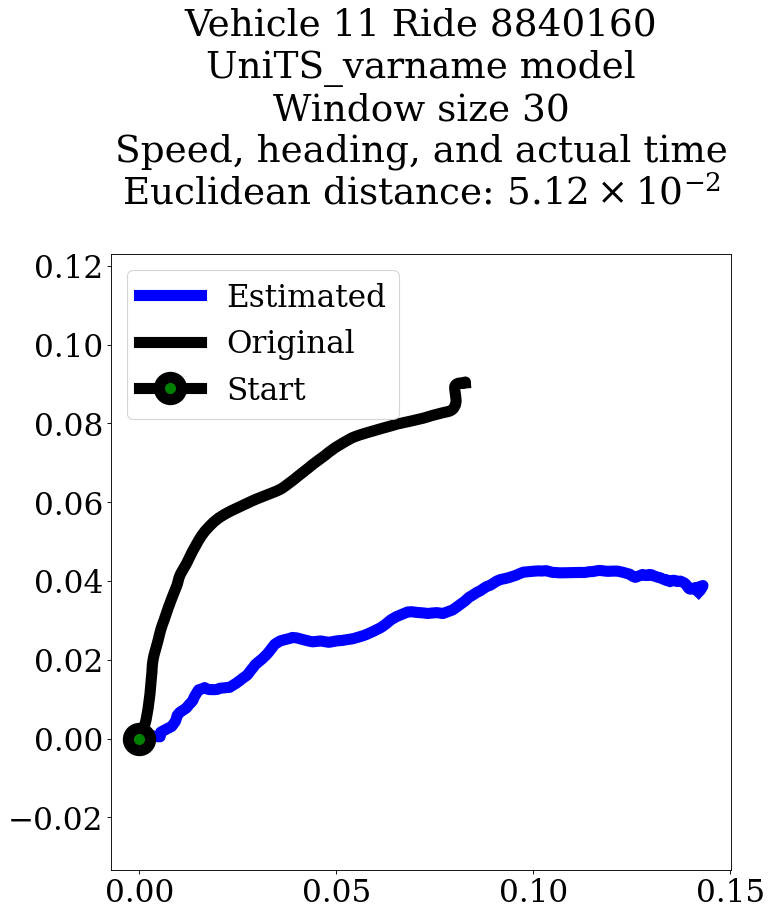 Vehicle 11 Ride 8840160
UniTS_varname model
Window size 30
Speed, heading, and actual time
Euclidean distance: 5.12 × 10⁻²
0.12
Estimated
Original
Start
0.10
0.08
0.06
0.04
0.02
0.00
−0.02
0.00 0.05 0.10 0.15